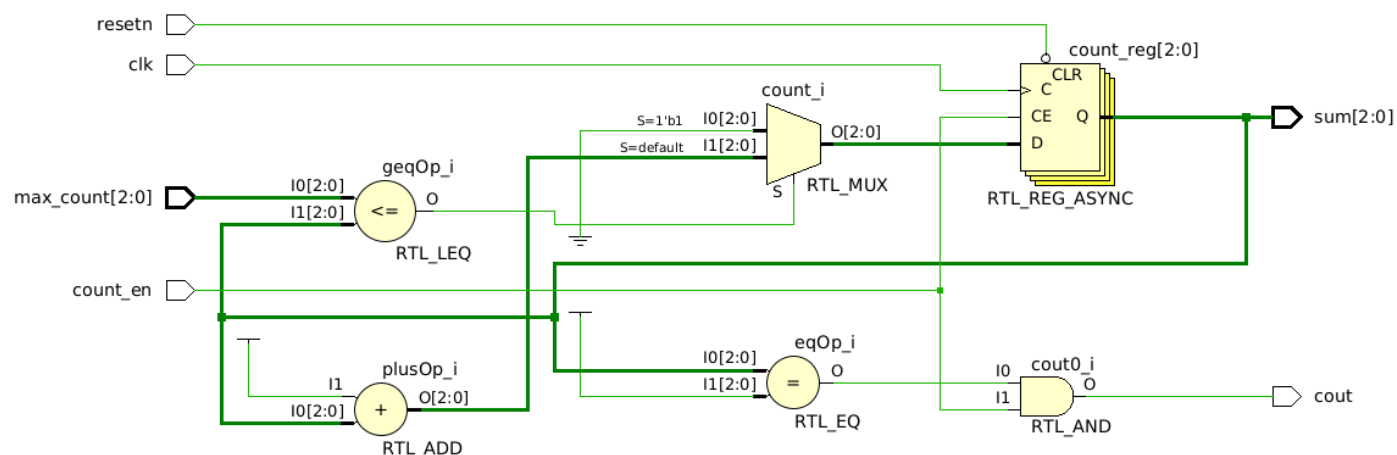 resetn
clk
count_reg[2:0]
CLR
C
CE
Q
D
RTL_REG_ASYNC
sum[2:0]
count_i
S=1'b1
I0[2:0]
S=default
I1[2:0]
O[2:0]
S
RTL_MUX
geqOp_i
max_count[2:0]
I0[2:0]
I1[2:0]
<=
O
RTL_LEQ
count_en
plusOp_i
I1
I0[2:0]
+
O[2:0]
RTL_ADD
eqOp_i
I0[2:0]
I1[2:0]
=
O
RTL_EQ
cout0_i
I0
I1
O
RTL_AND
cout